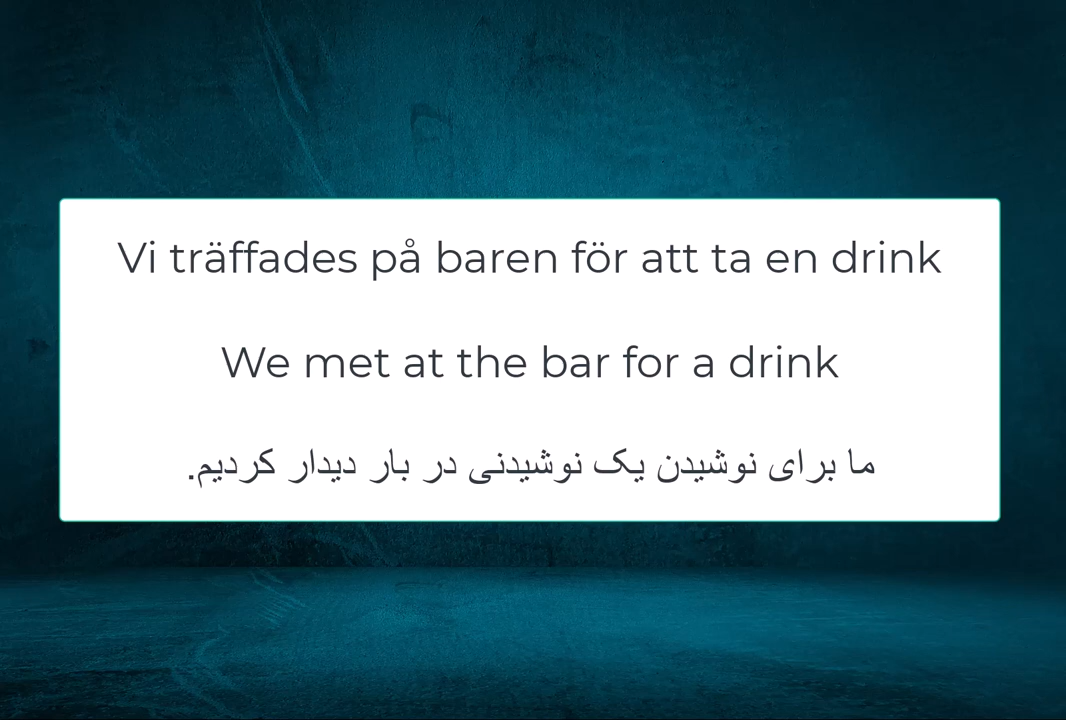 Vi träffades på baren för att ta en drink
We met at the bar for a drink
ما برای نوشیدن یک نوشیدنی در بار دیدار کردیم.